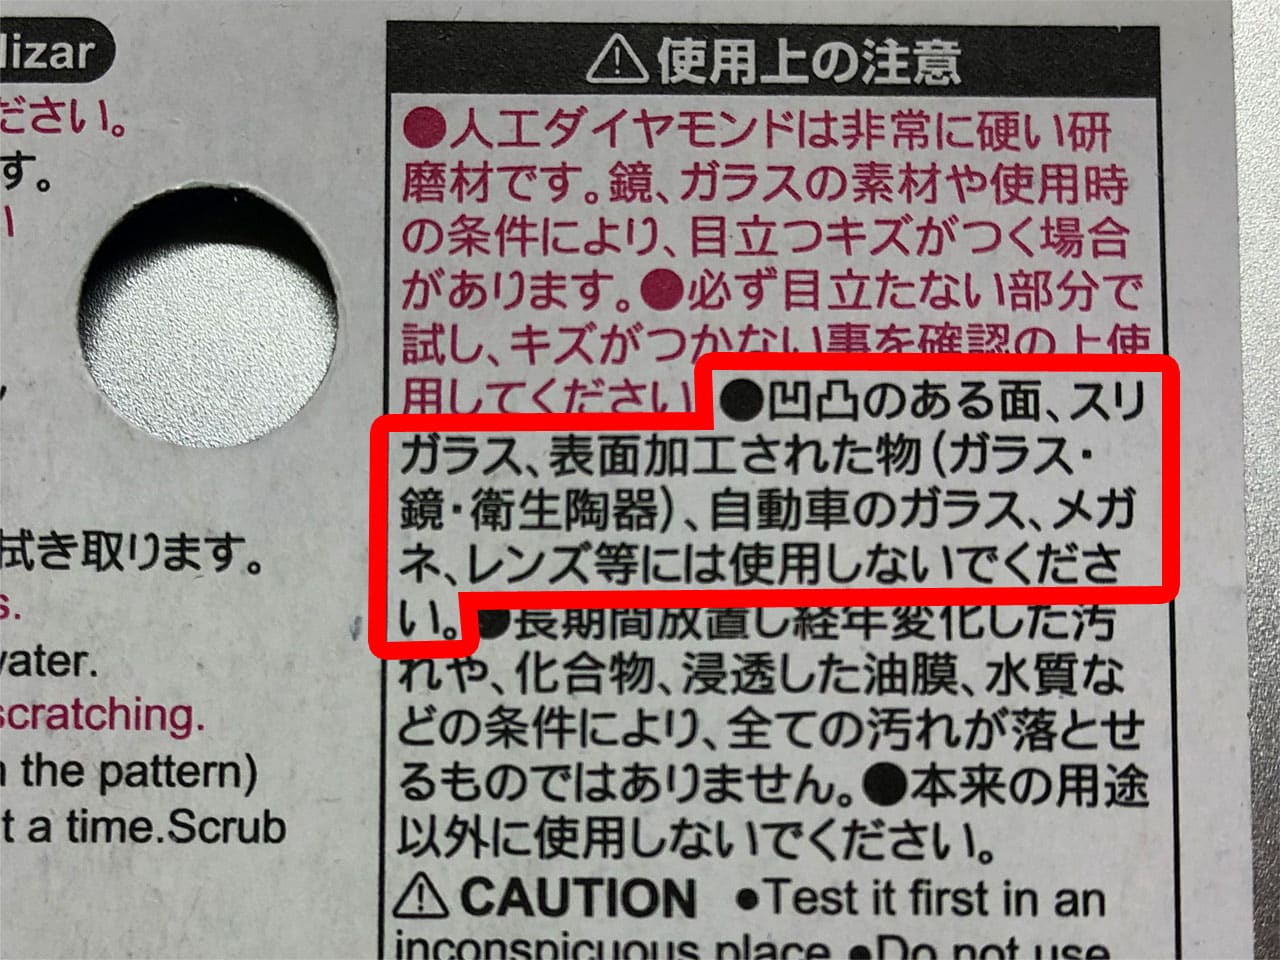 lizar
ださい。
す。
拭き取ります。
s.
water.
scratching.
the pattern)
t a time.Scrub
⚠使用上の注意
●人工ダイヤモンドは非常に硬い研
磨材です。鏡、ガラスの素材や使用時
の条件により、目立つキズがつく場合
があります。●必ず目立たない部分で
試し、キズがつかない事を確認の上使
用してください
●凹凸のある面、スリ
ガラス、表面加工された物(ガラス・
鏡・衛生陶器)、自動車のガラス、メガ
ネ、レンズ等には使用しないでくださ
い。●長期間放置し経年変化した汚
れや、化合物、浸透した油膜、水質な
どの条件により、全ての汚れが落とせ
るものではありません。●本来の用途
以外に使用しないでください。
⚠CAUTION ●Test it first in an
inconspicuous place ●Do not use